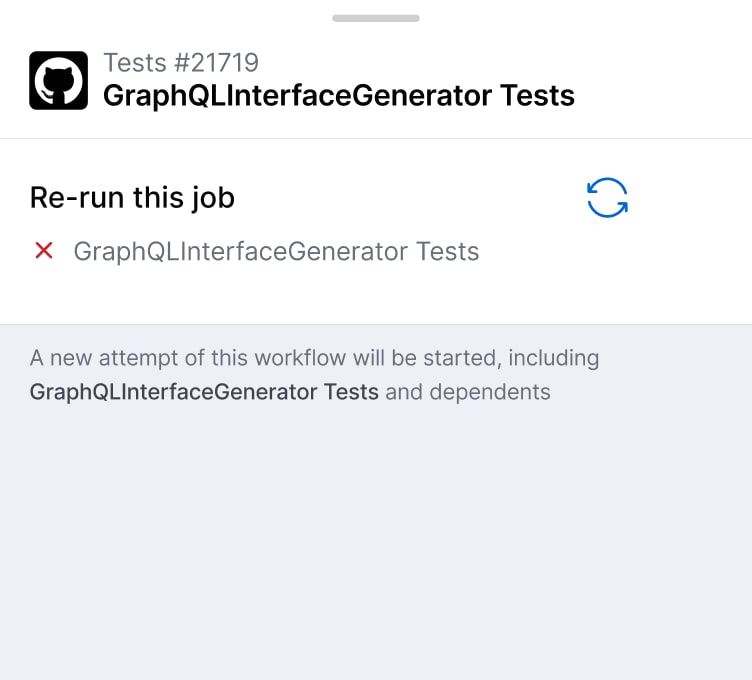 Tests #21719
GraphQLInterfaceGenerator Tests
Re-run this job
GraphQLInterfaceGenerator Tests
A new attempt of this workflow will be started, including
GraphQLInterfaceGenerator Tests and dependents